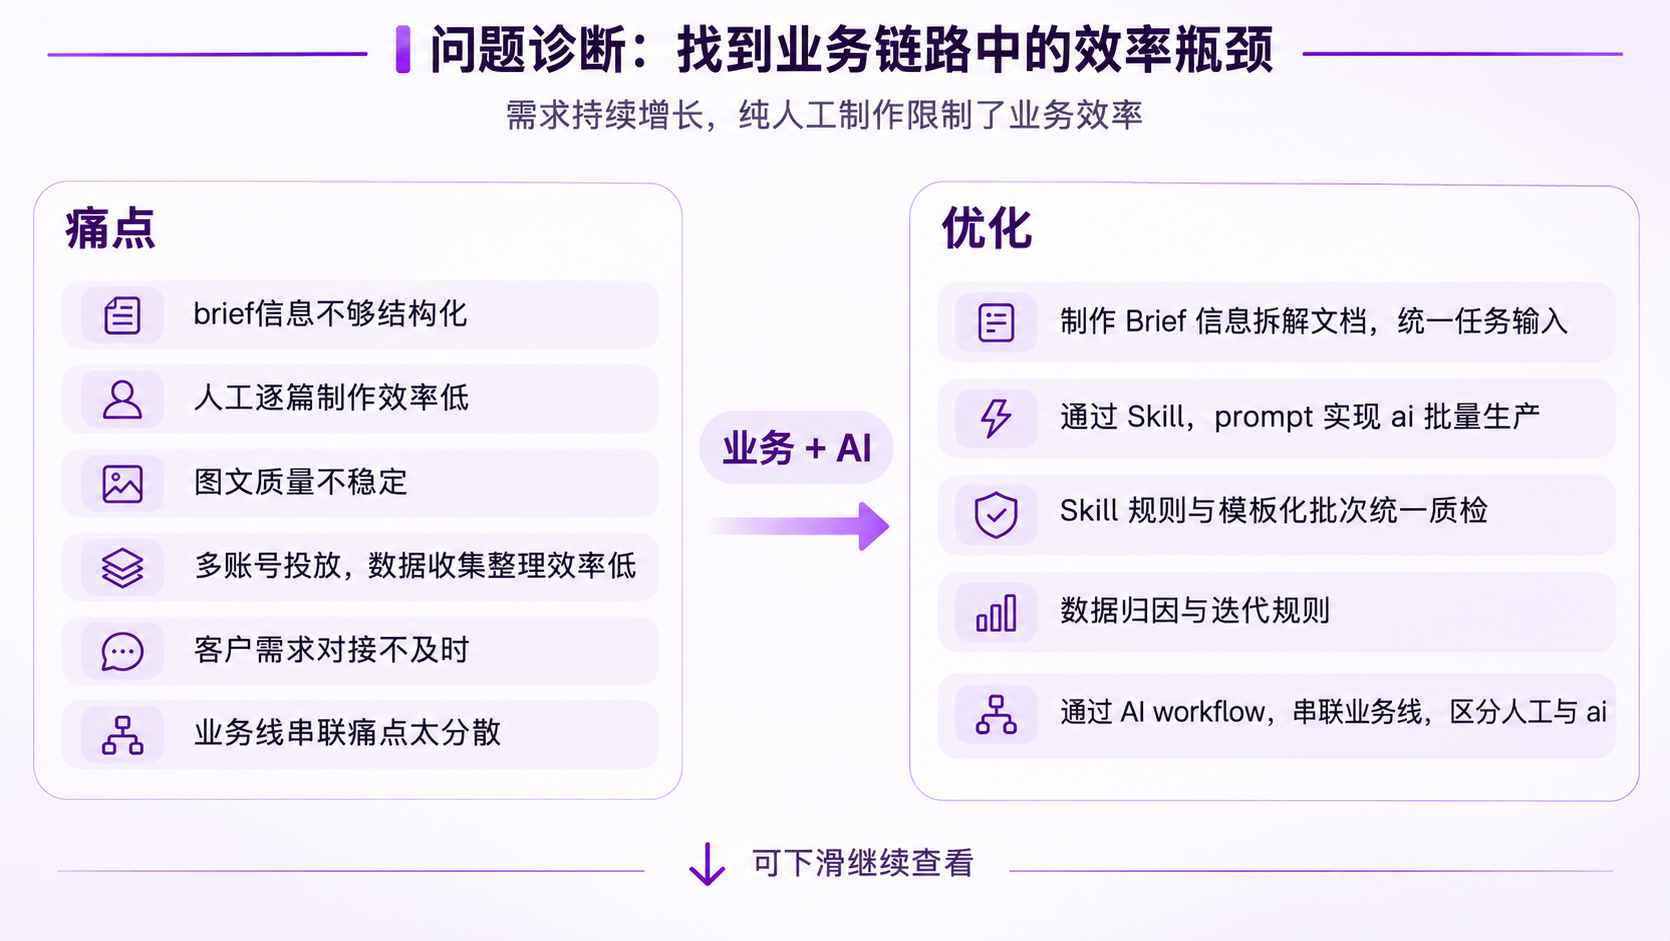 问题诊断：找到业务链路中的效率瓶颈
需求持续增长，纯人工制作限制了业务效率
痛点
brief信息不够结构化
人工逐篇制作效率低
图文质量不稳定
多账号投放，数据收集整理效率低
客户需求对接不及时
业务线串联痛点太分散
业务 + AI
优化
制作 Brief 信息拆解文档，统一任务输入
通过 Skill，prompt 实现 ai 批量生产
Skill 规则与模板化批次统一质检
数据归因与迭代规则
通过 AI workflow，串联业务线，区分人工与 ai
可下滑继续查看